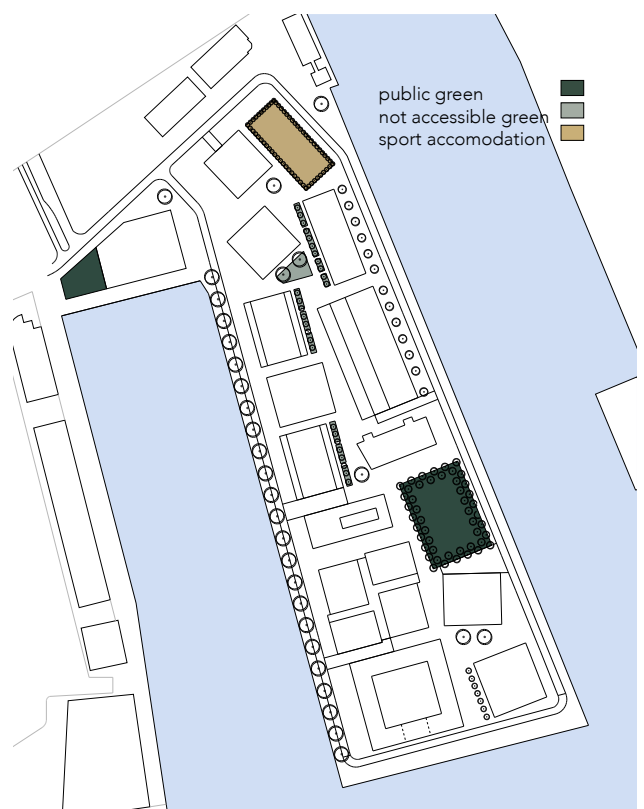 public green
not accessible green
sport accomodation